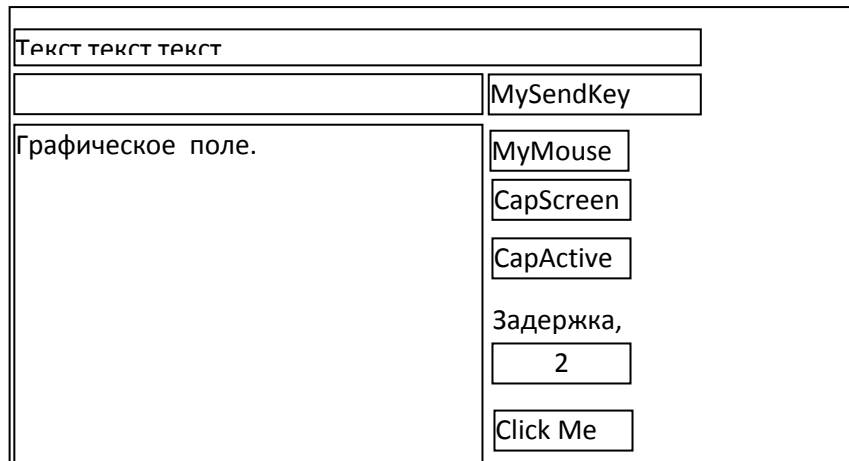 Текст текст текст
MySendKey
Графическое поле.
MyMouse
CapScreen
CapActive
Задержка,
2
Click Me